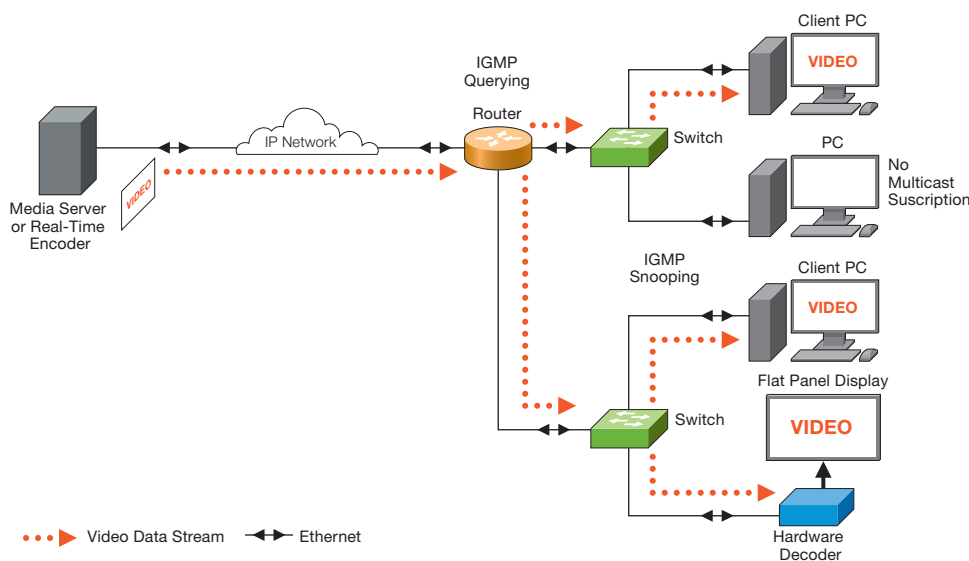 Client PC
VIDEO
IGMP
Querying
Router
IP Network
Switch
VIDEO
Media Server
or Real-Time
Encoder
PC
No
Multicast
Suscription
IGMP
Snooping
Client PC
VIDEO
Flat Panel Display
VIDEO
Switch
Hardware
Decoder
Video Data Stream
Ethernet